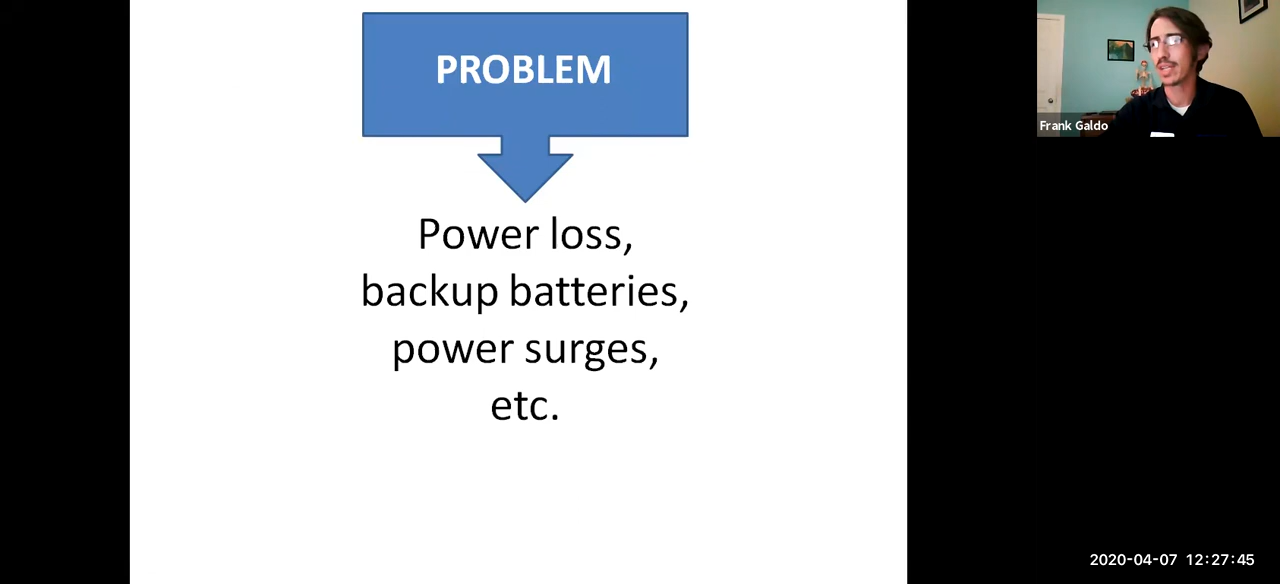 PROBLEM
Power loss,
backup batteries,
power surges,
etc.
Frank Galdo
2020-04-07 12:27:45